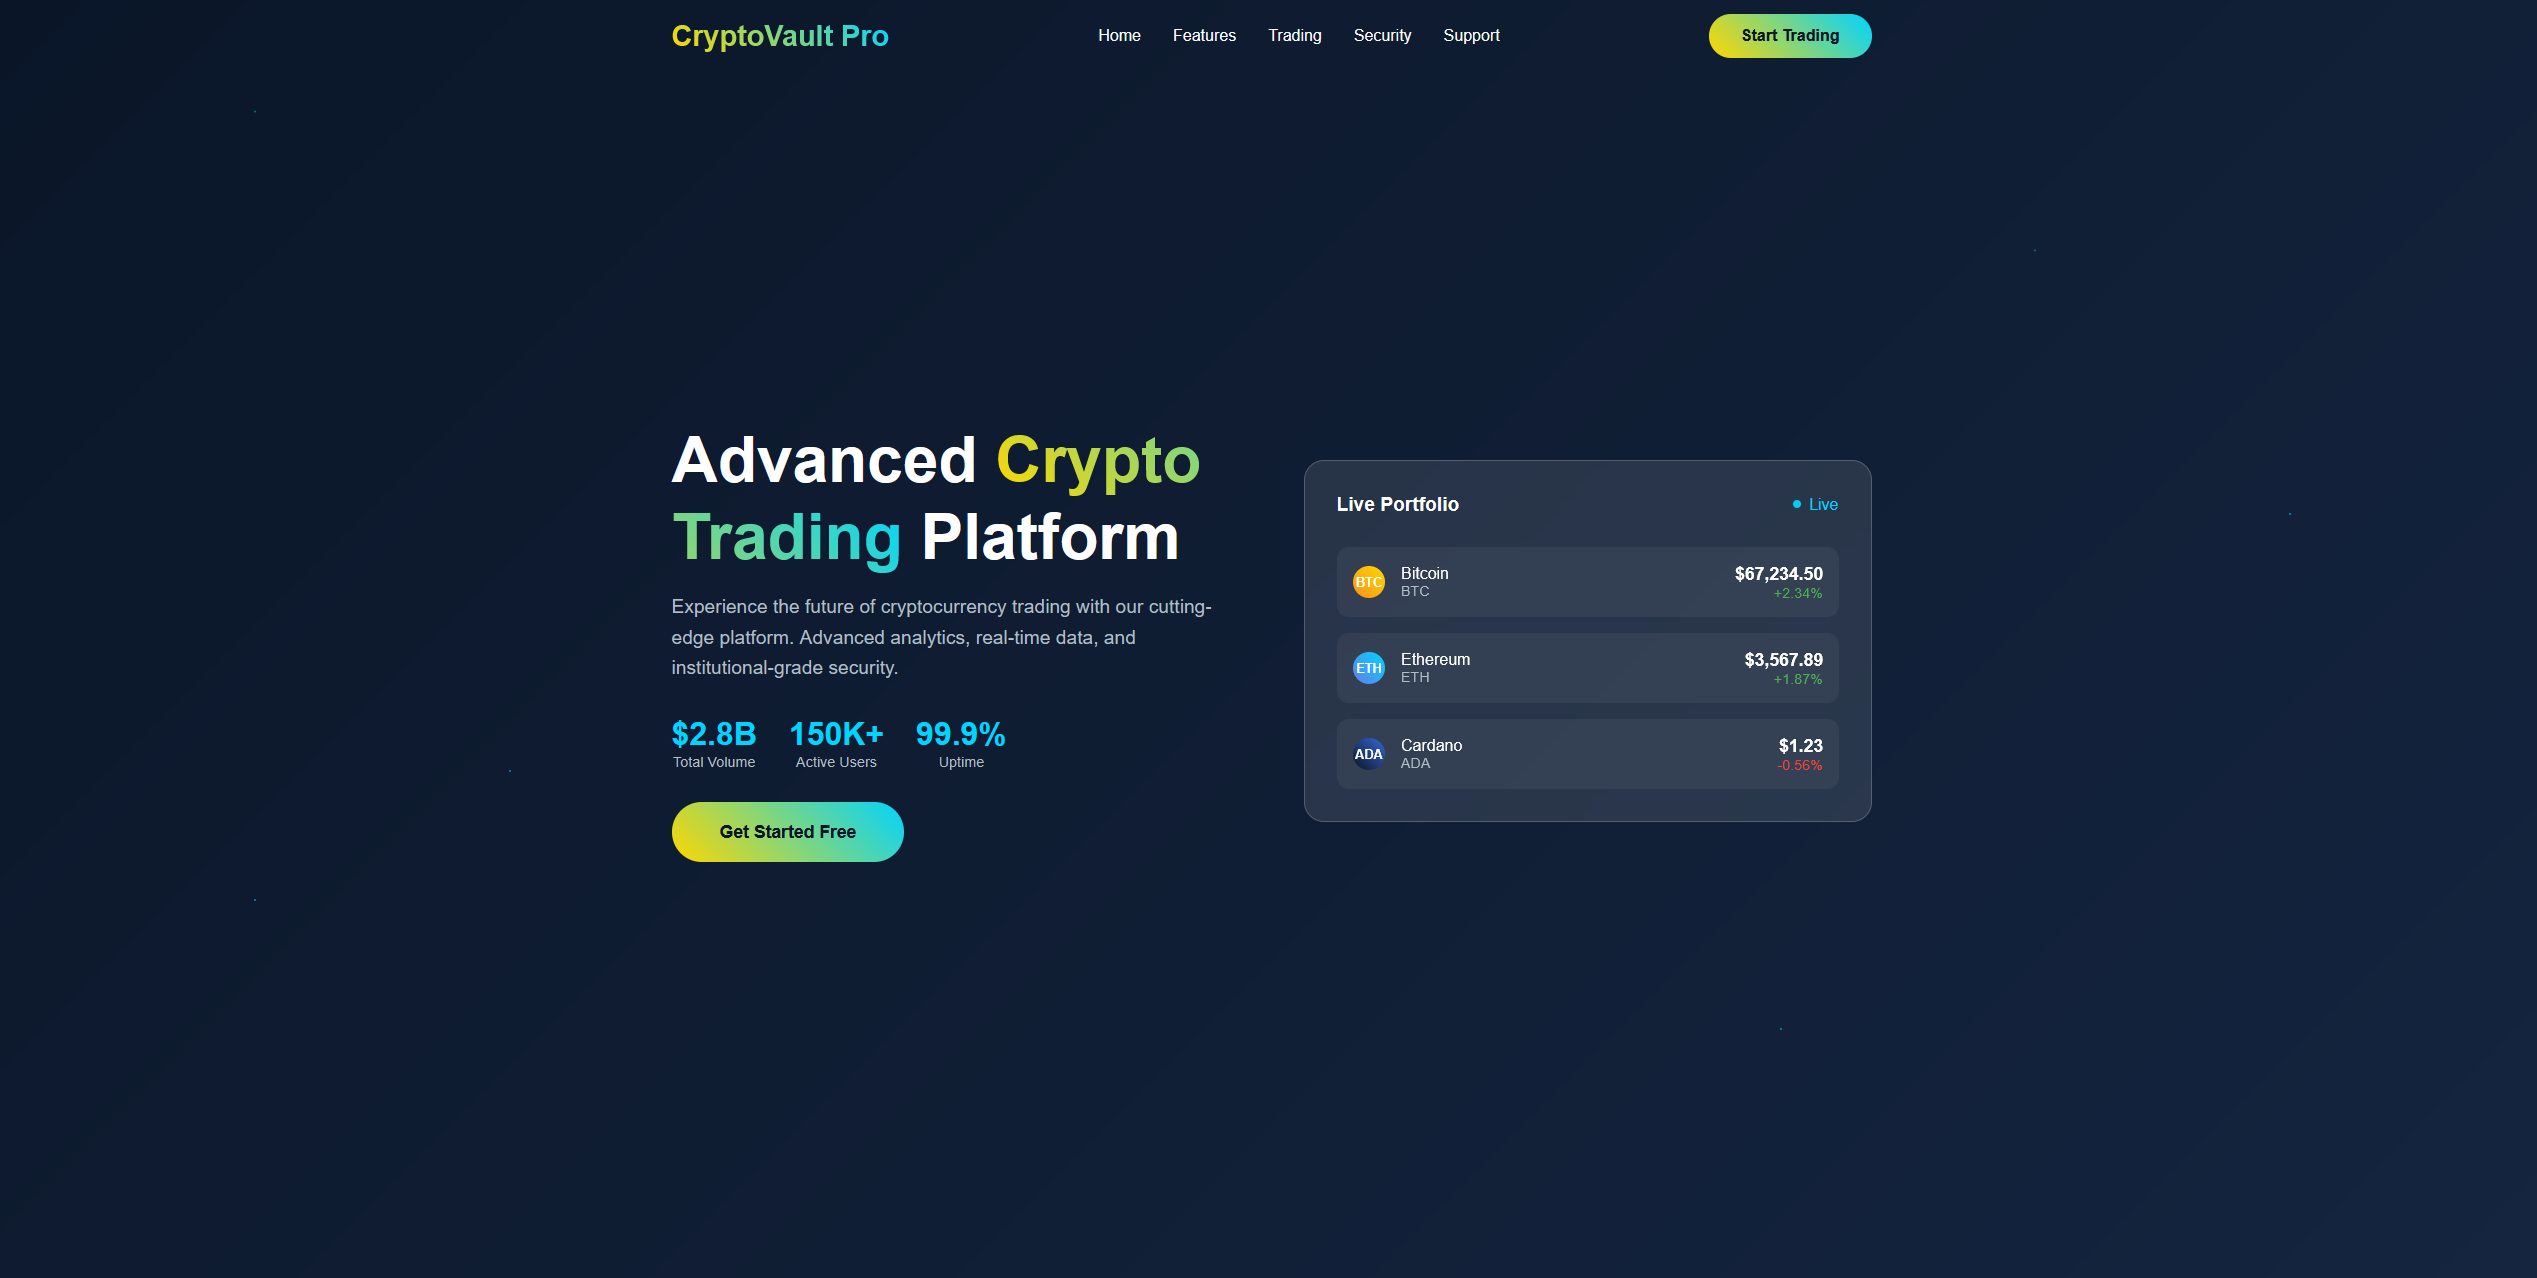 CryptoVault Pro
Home
Features
Trading
Security
Support
Start Trading
Advanced Crypto
Trading Platform
Experience the future of cryptocurrency trading with our cutting-
edge platform. Advanced analytics, real-time data, and
institutional-grade security.
$2.8B
Total Volume
150K+
Active Users
99.9%
Uptime
Get Started Free
Live Portfolio
Live
BTC
Bitcoin
BTC
$67,234.50
+2.34%
ETH
Ethereum
ETH
$3,567.89
+1.87%
ADA
Cardano
ADA
$1.23
-0.56%